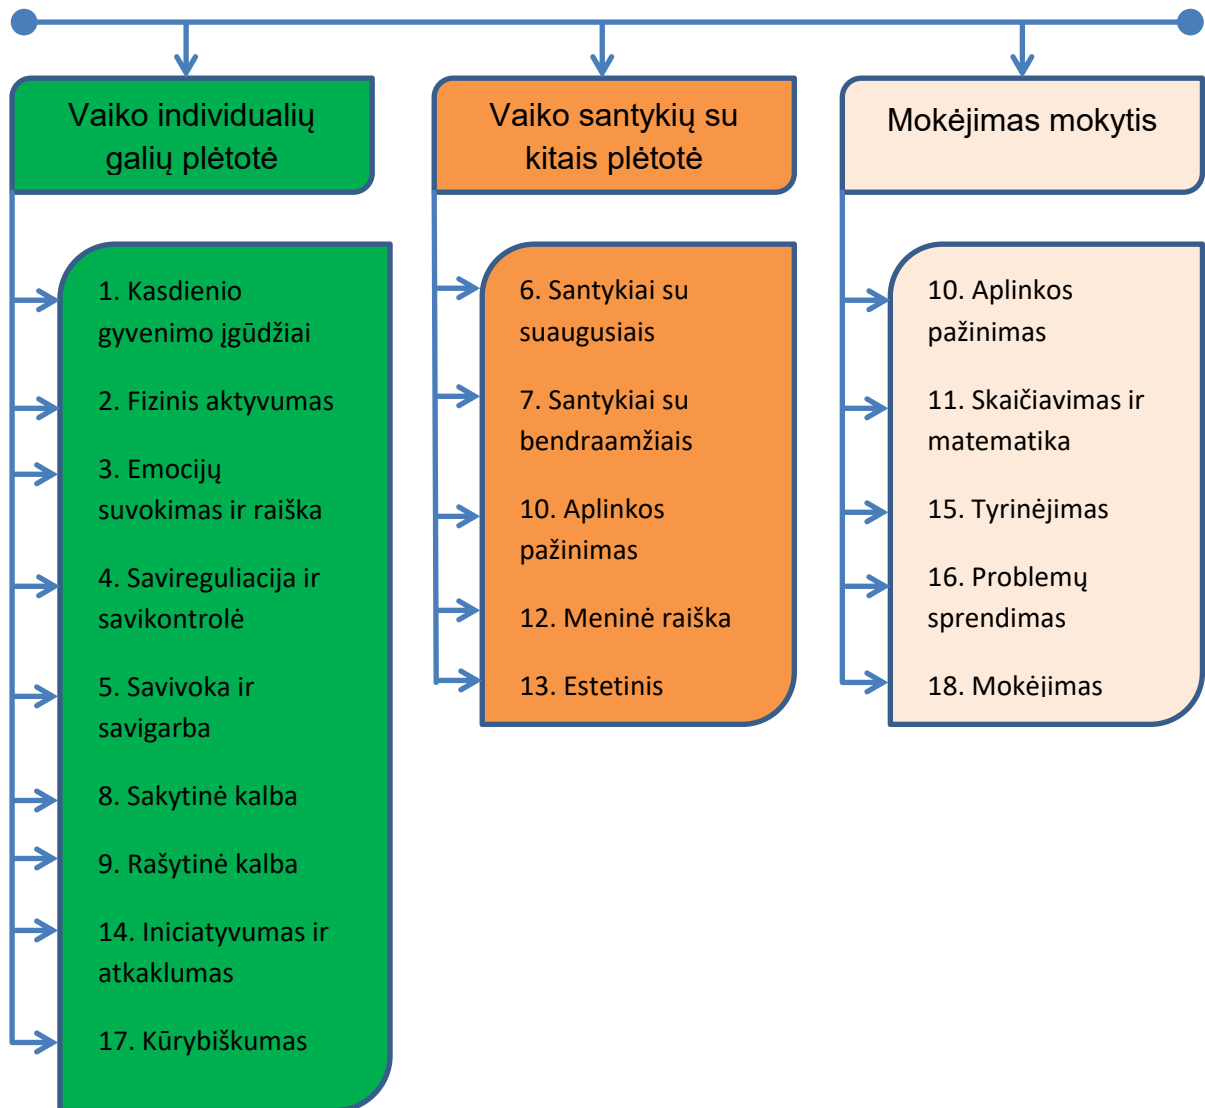 Vaiko individualių
galių plėtotė
1. Kasdienio
gyvenimo įgūdžiai
2. Fizinis aktyvumas
3. Emocijų
suvokimas ir raiška
4. Savireguliacija ir
savikontrolė
5. Savivoka ir
savigarba
8. Sakytinė kalba
9. Rašytinė kalba
14. Iniciatyvumas ir
atkaklumas
17. Kūrybiškumas
Vaiko santykių su
kitais plėtotė
6. Santykiai su
suaugusiais
7. Santykiai su
bendraamžiais
10. Aplinkos
pažinimas
12. Meninė raiška
13. Estetinis
Mokėjimas mokytis
10. Aplinkos
pažinimas
11. Skaičiavimas ir
matematika
15. Tyrinėjimas
16. Problemų
sprendimas
18. Mokėjimas